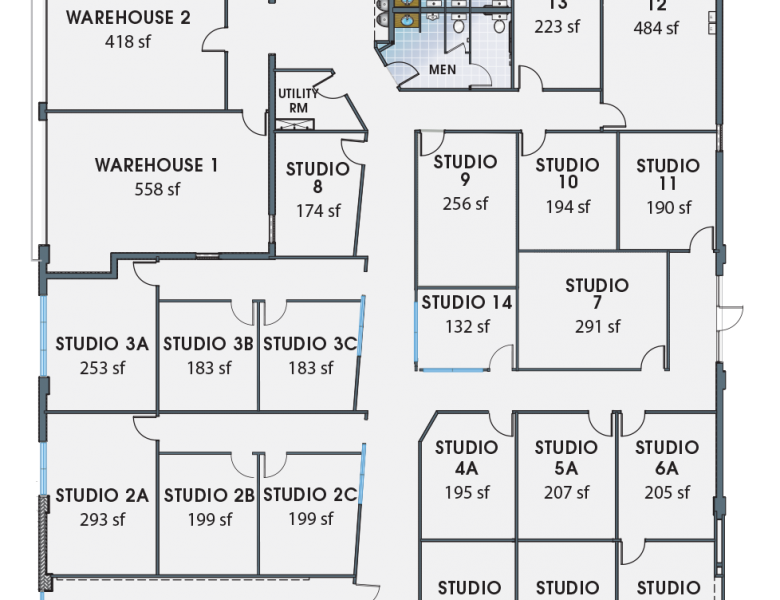 WAREHOUSE 2
418 sf
13
223 sf
12
484 sf
MEN
UTILITY
RM
WAREHOUSE 1
558 sf
STUDIO
8
174 sf
STUDIO
9
256 sf
STUDIO
10
194 sf
STUDIO
11
190 sf
STUDIO 14
132 sf
STUDIO
7
291 sf
STUDIO 3A
253 sf
STUDIO 3B
183 sf
STUDIO 3C
183 sf
STUDIO 2A
293 sf
STUDIO 2B
199 sf
STUDIO 2C
199 sf
STUDIO
4A
195 sf
STUDIO
5A
207 sf
STUDIO
6A
205 sf
STUDIO
STUDIO
STUDIO